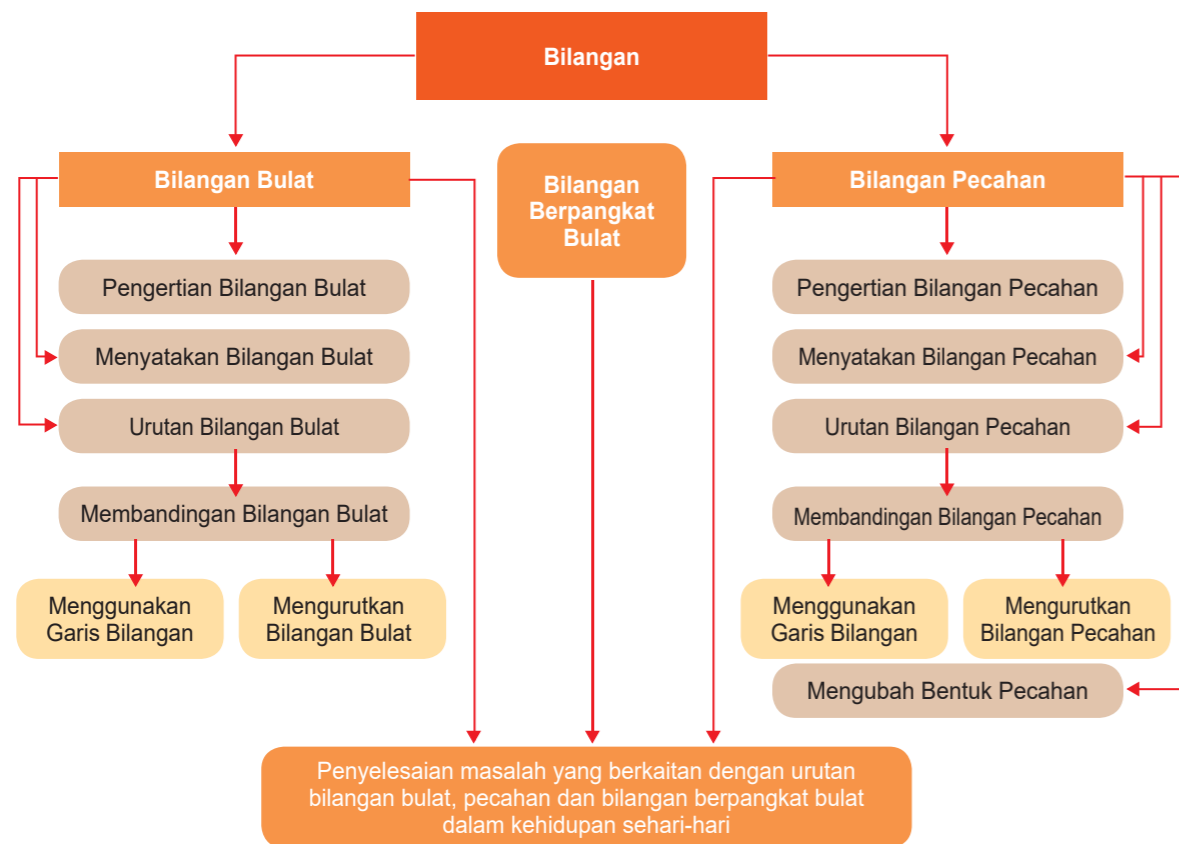 Bilangan
Bilangan Bulat
Pengertian Bilangan Bulat
Menyatakan Bilangan Bulat
Urutan Bilangan Bulat
Membandingan Bilangan Bulat
Menggunakan
Garis Bilangan
Mengurutkan
Bilangan Bulat
Bilangan
Berpangkat
Bulat
Bilangan Pecahan
Pengertian Bilangan Pecahan
Menyatakan Bilangan Pecahan
Urutan Bilangan Pecahan
Membandingan Bilangan Pecahan
Menggunakan
Garis Bilangan
Mengurutkan
Bilangan Pecahan
Mengubah Bentuk Pecahan
Penyelesaian masalah yang berkaitan dengan urutan
bilangan bulat, pecahan dan bilangan berpangkat bulat
dalam kehidupan sehari-hari